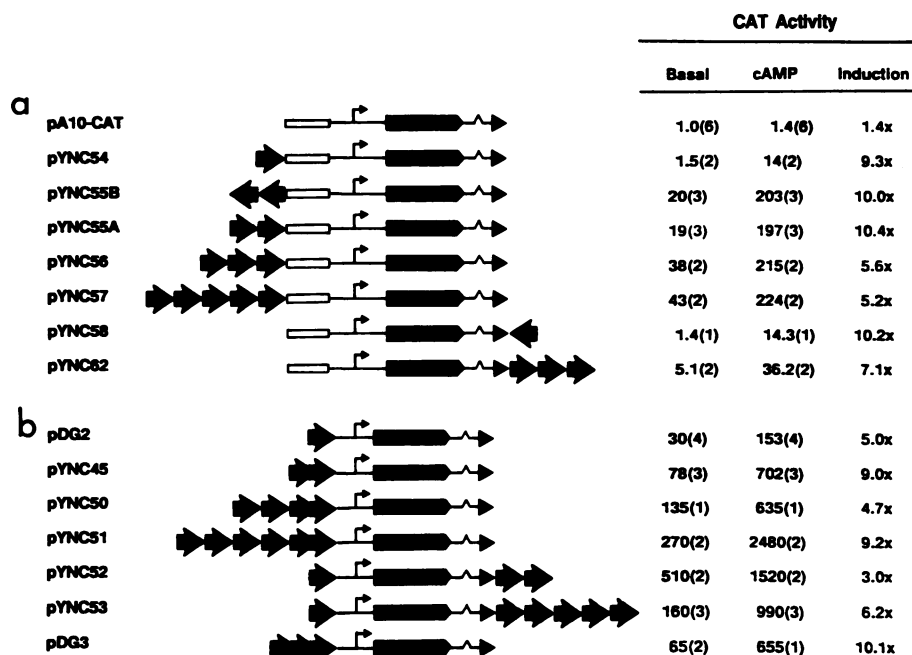 CAT Activity
Basal cAMP Induction
a
pA10-CAT 1.0(6) 1.4(6) 1.4x
pYNC54 1.5(2) 14(2) 9.3x
pYNC55B 20(3) 203(3) 10.0x
pYNC55A 19(3) 197(3) 10.4x
pYNC56 38(2) 215(2) 5.6x
pYNC57 43(2) 224(2) 5.2x
pYNC58 1.4(1) 14.3(1) 10.2x
pYNC62 5.1(2) 36.2(2) 7.1x
b
pDG2 30(4) 153(4) 5.0x
pYNC45 78(3) 702(3) 9.0x
pYNC50 135(1) 635(1) 4.7x
pYNC51 270(2) 2480(2) 9.2x
pYNC52 510(2) 1520(2) 3.0x
pYNC53 160(3) 990(3) 6.2x
pDG3 65(2) 655(1) 10.1x